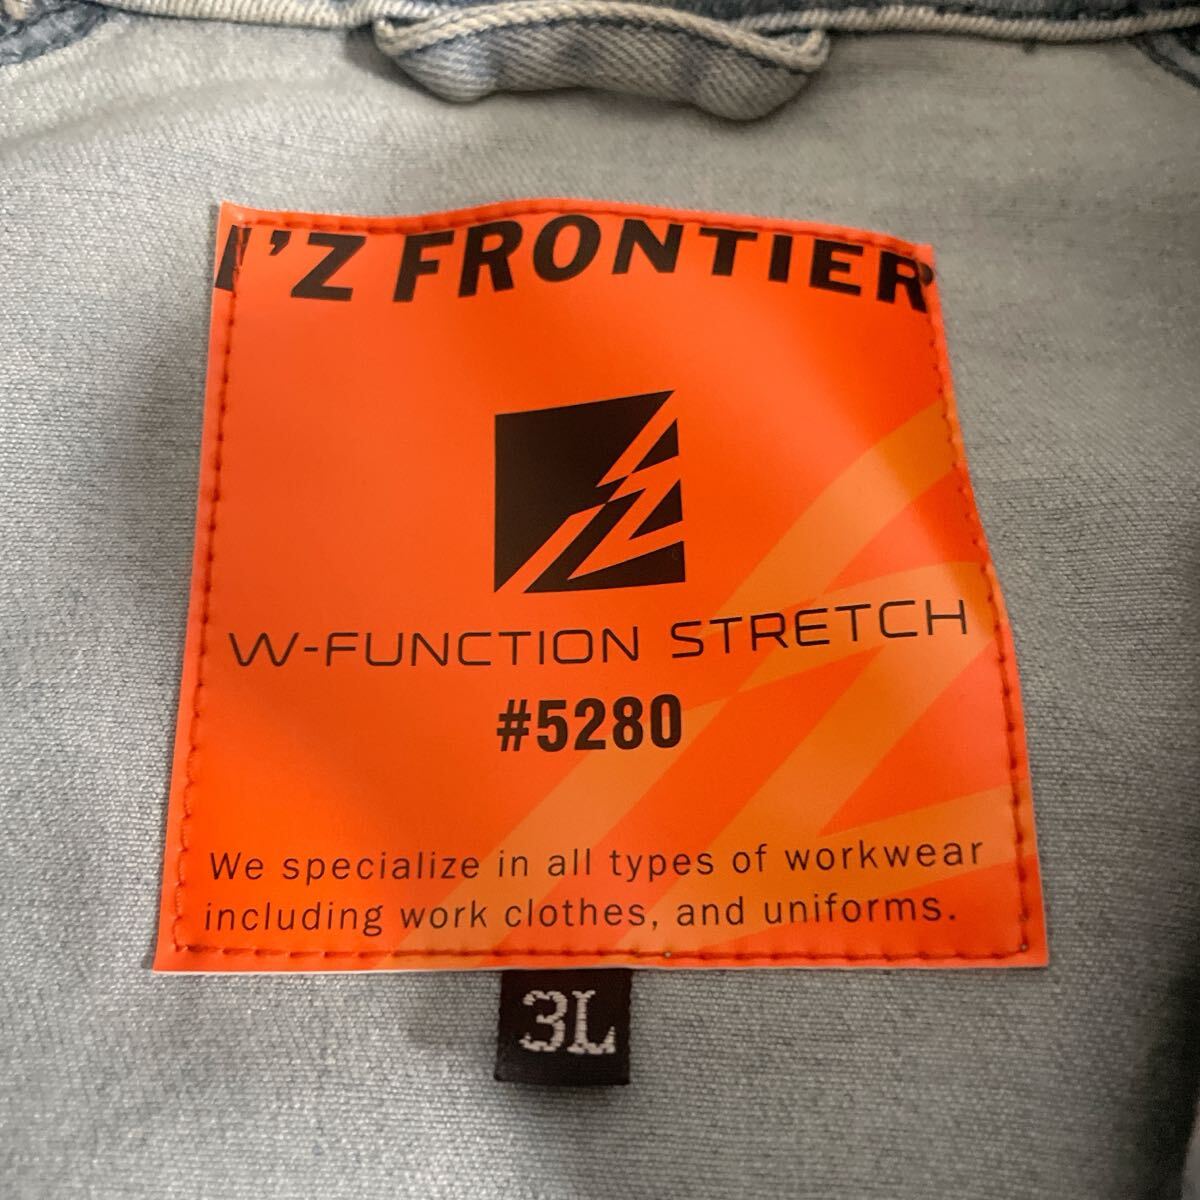 I'Z FRONTIER
W-FUNCTION STRETCH
#5280
We specialize in all types of workwear
including work clothes, and uniforms.
3L